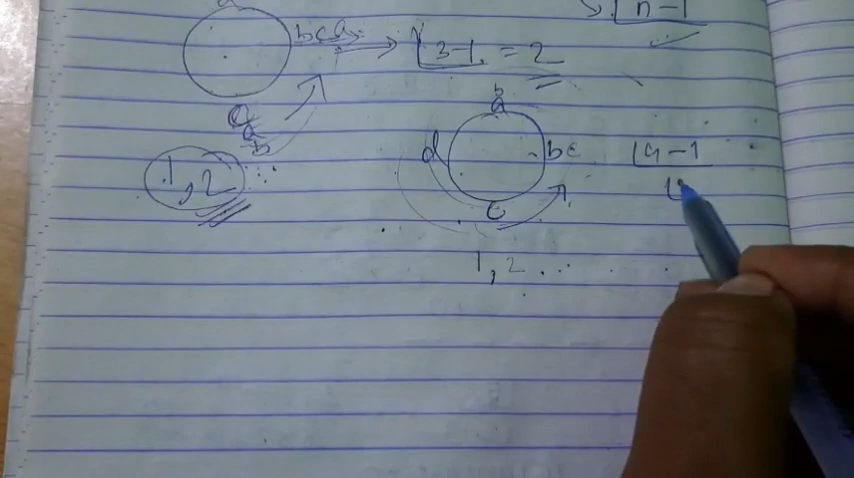 a
→ ⌊n-1
bca → ⌊3-1 = 2
a
b
b
a
d
b c
⌊4-1
c
1, 2
1, 2 ...